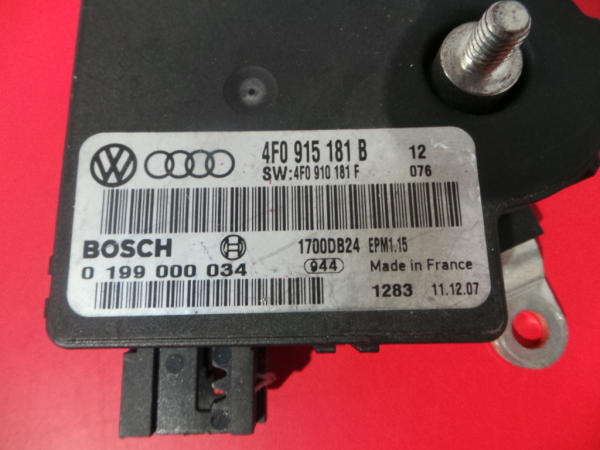 4F0 915 181 B 12
SW:4F0 910 181 F 076
BOSCH 1700DB24 EPM1.15
0 199 000 034 944 Made in France
1283 11.12.07